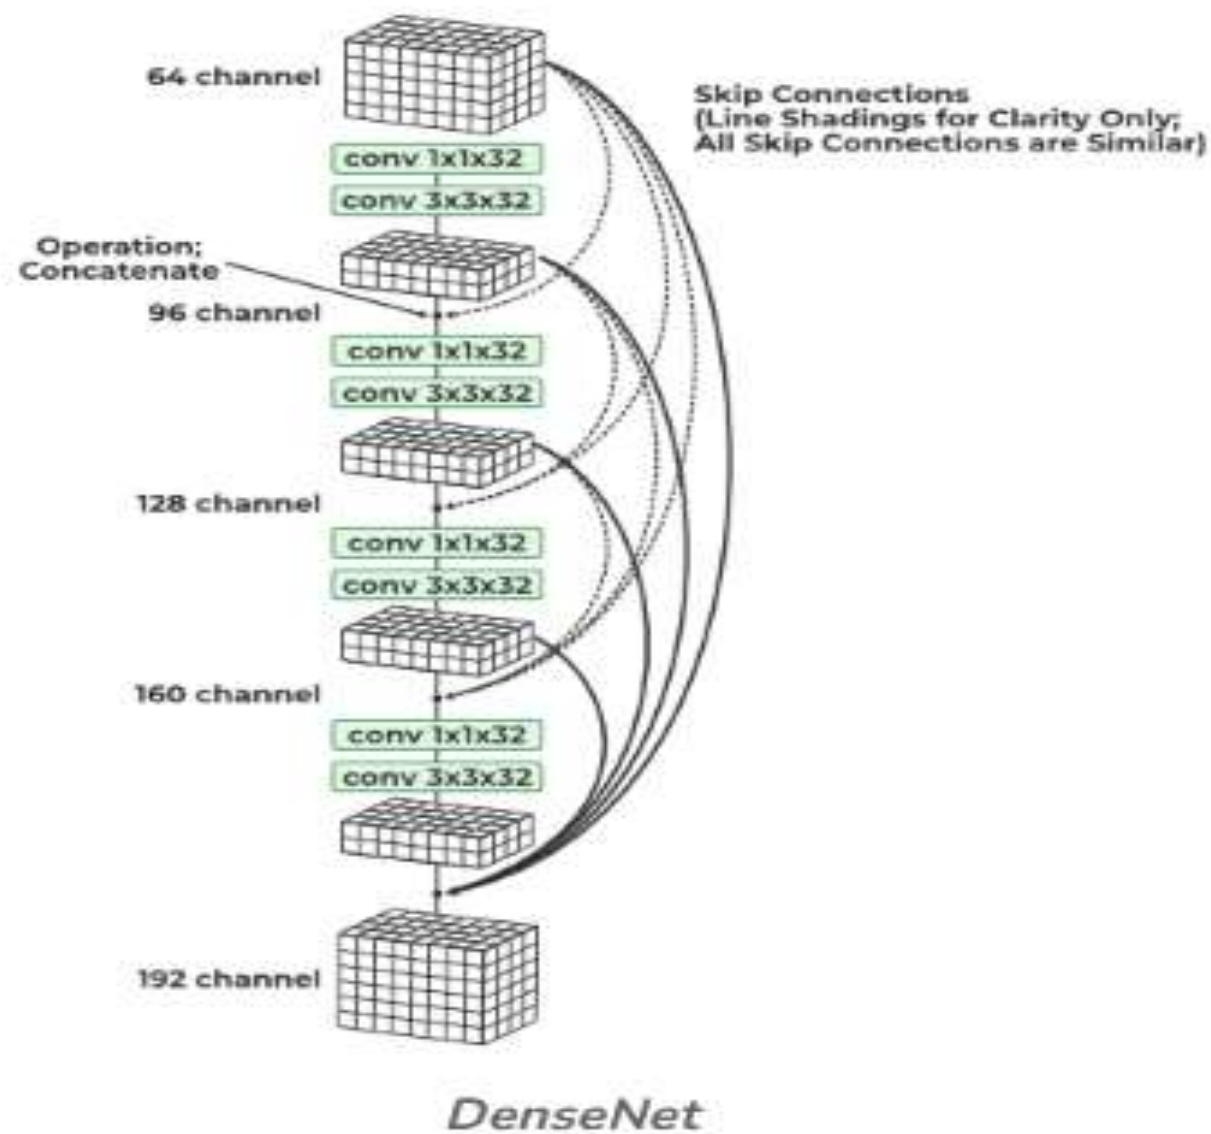 64 channel
Skip Connections
(Line Shadings for Clarity Only;
All Skip Connections are Similar)
conv 1x1x32
conv 3x3x32
Operation;
Concatenate
96 channel
conv 1x1x32
conv 3x3x32
128 channel
conv 1x1x32
conv 3x3x32
160 channel
conv 1x1x32
conv 3x3x32
192 channel
DenseNet